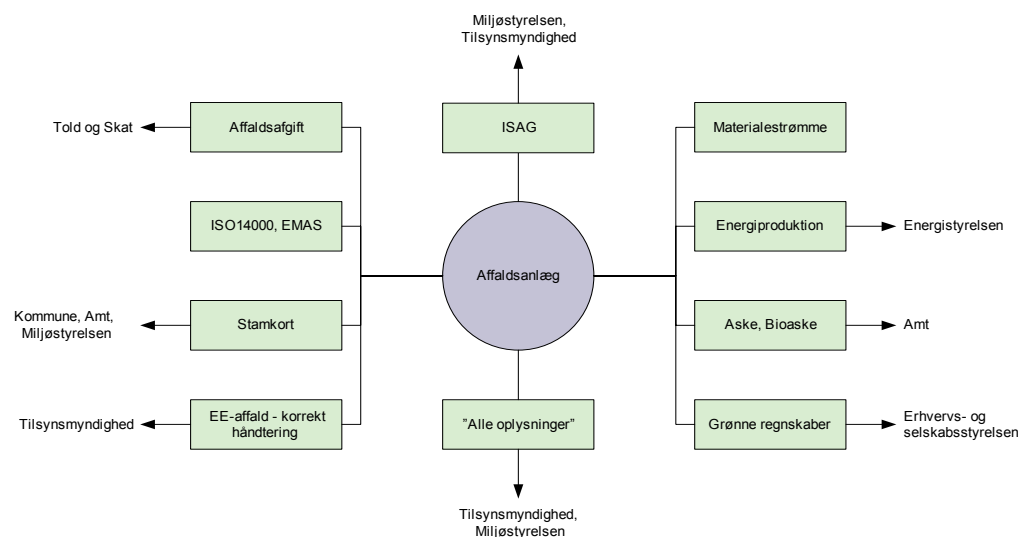 Miljøstyrelsen,
Tilsynsmyndighed
Told og Skat
Affaldsafgift
ISAG
Materialestrømme
ISO14000, EMAS
Energiproduktion
Energistyrelsen
Affaldsanlæg
Kommune, Amt,
Miljøstyrelsen
Stamkort
Aske, Bioaske
Amt
Tilsynsmyndighed
EE-affald - korrekt
håndtering
"Alle oplysninger"
Grønne regnskaber
Erhvervs- og
selskabsstyrelsen
Tilsynsmyndighed,
Miljøstyrelsen